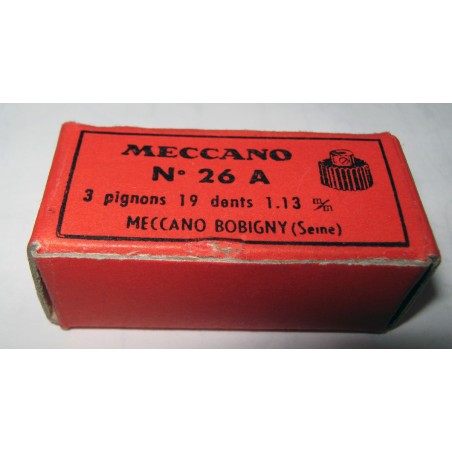 MECCANO
N° 26 A
3 pignons 19 dents 1.13 m/m
MECCANO BOBIGNY (Seine)